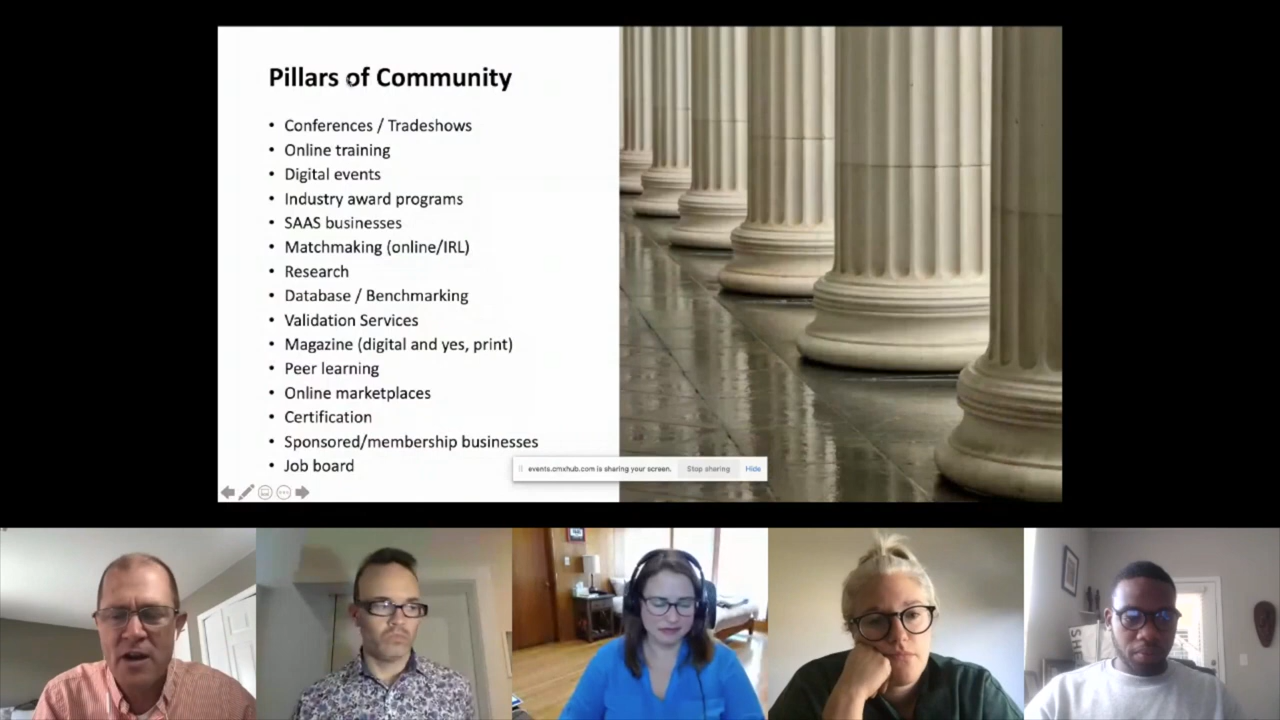 Pillars of Community
• Conferences / Tradeshows
• Online training
• Digital events
• Industry award programs
• SAAS businesses
• Matchmaking (online/IRL)
• Research
• Database / Benchmarking
• Validation Services
• Magazine (digital and yes, print)
• Peer learning
• Online marketplaces
• Certification
• Sponsored/membership businesses
• Job board
events.cmxhub.com is sharing your screen. Stop sharing Hide